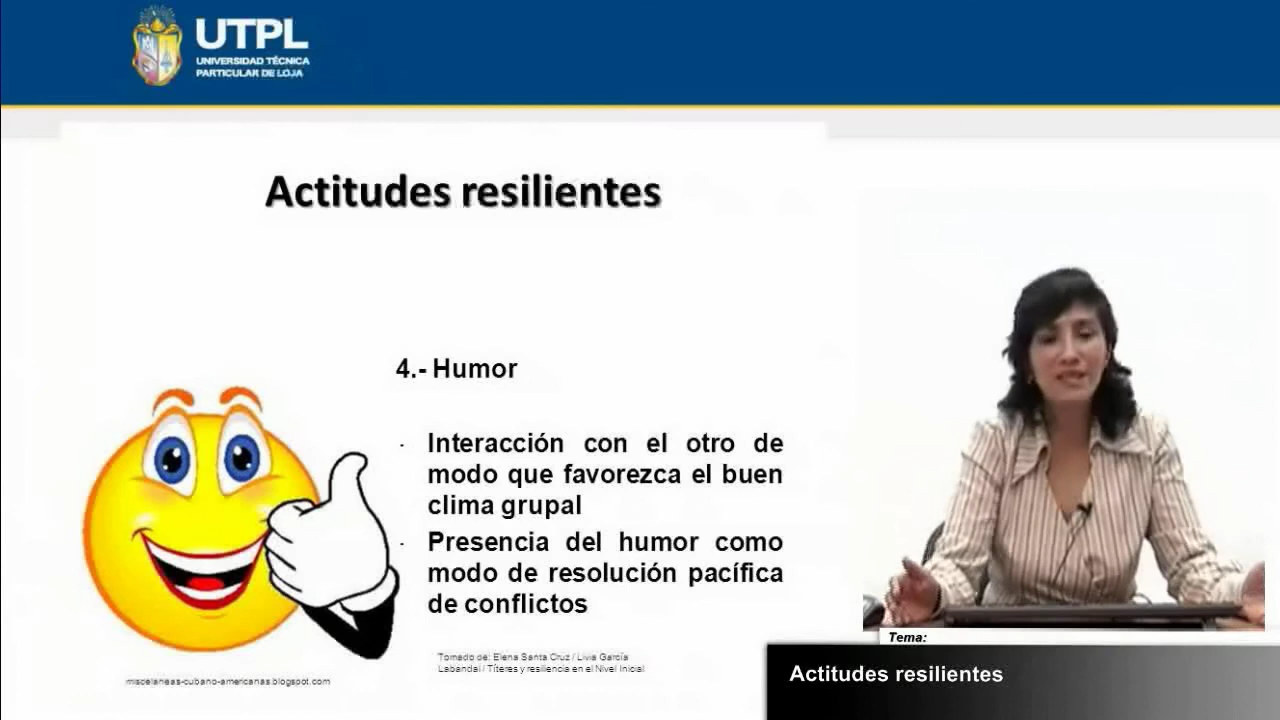 UTPL
UNIVERSIDAD TÉCNICA
PARTICULAR DE LOJA
Actitudes resilientes
4.- Humor
· Interacción con el otro de
modo que favorezca el buen
clima grupal
· Presencia del humor como
modo de resolución pacífica
de conflictos
Tomado de: Elena Santa Cruz / Livia García
Labandal / Títeres y resiliencia en el Nivel Inicial
miscelaneas-cubano-americanas.blogspot.com
Tema:
Actitudes resilientes